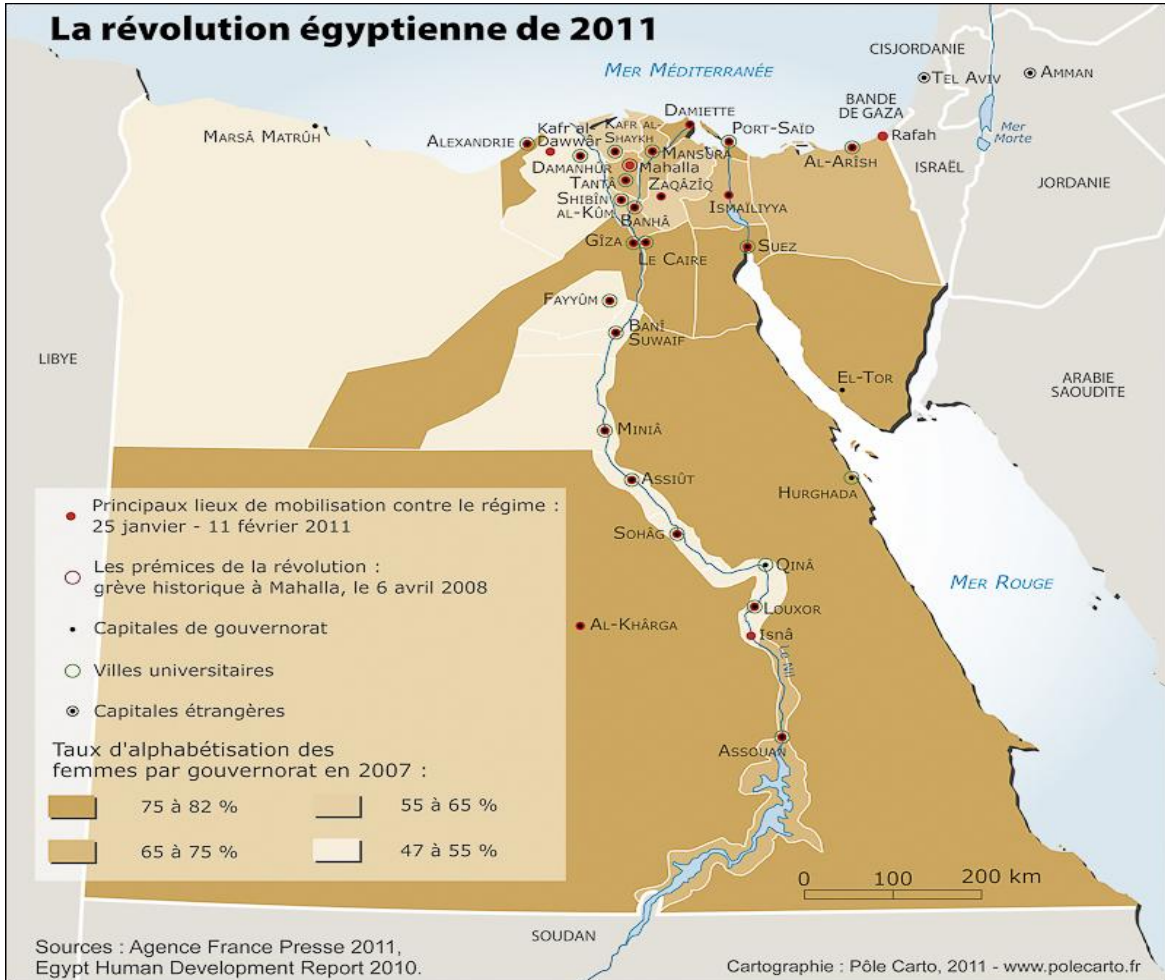 La révolution égyptienne de 2011
CISJORDANIE
MER MÉDITERRANÉE
TEL AVIV
AMMAN
BANDE
DE GAZA
DAMIETTE
MARSÂ MATRÛH
ALEXANDRIE
Kafr al-
Dawwâr
KAFR AL-
SHAYKH
PORT-SAÏD
Rafah
Mer
Morte
MANSÛRA
AL-ARÎSH
ISRAËL
DAMANHÛR
Mahalla
JORDANIE
TANTÂ
ZAQÂZÎQ
SHIBÎN
AL-KÛM
ISMAÏLIYYA
BANHÂ
GÎZA
LE CAIRE
SUEZ
FAYYÛM
BANÎ
SUWAIF
LIBYE
EL-TOR
ARABIE
SAOUDITE
MINIÂ
ASSIÛT
HURGHADA
SOHÂG
QINÂ
MER ROUGE
LOUXOR
AL-KHÂRGA
Isnâ
Le Nil
ASSOUAN
Principaux lieux de mobilisation contre le régime :
25 janvier - 11 février 2011
Les prémices de la révolution :
grève historique à Mahalla, le 6 avril 2008
Capitales de gouvernorat
Villes universitaires
Capitales étrangères
Taux d'alphabétisation des
femmes par gouvernorat en 2007 :
75 à 82 %
55 à 65 %
65 à 75 %
47 à 55 %
0 100 200 km
SOUDAN
Sources : Agence France Presse 2011,
Egypt Human Development Report 2010.
Cartographie : Pôle Carto, 2011 - www.polecarto.fr